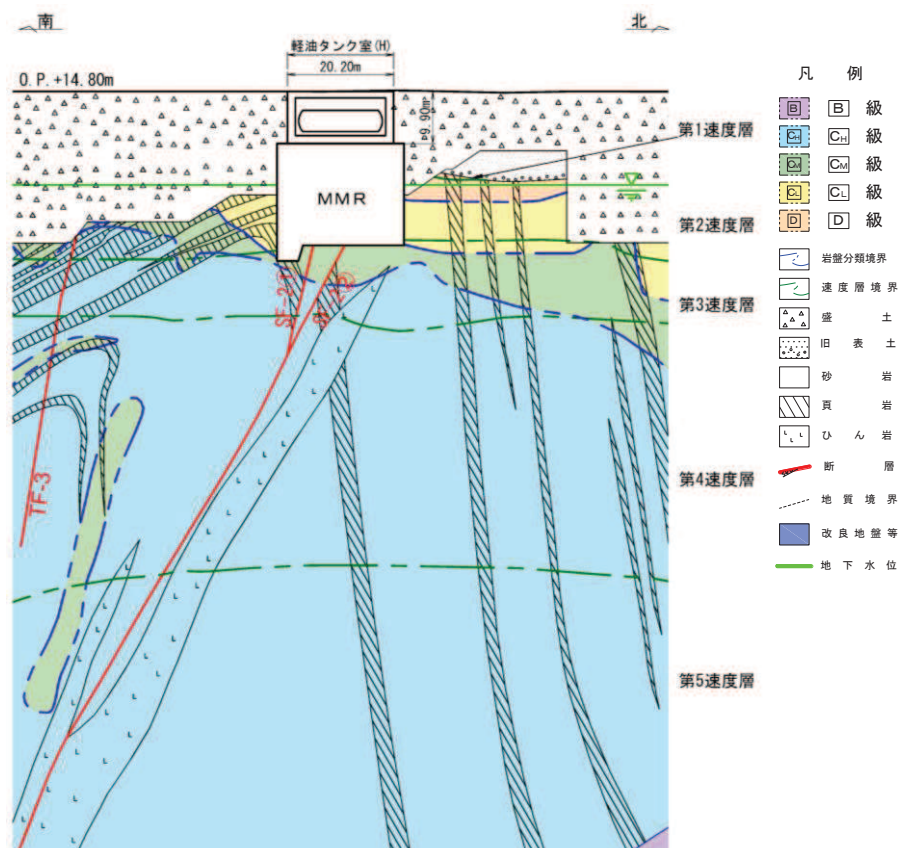 南
北
軽油タンク室(H)
20.20m
O.P.+14.80m
9.90m
MMR
第1速度層
第2速度層
第3速度層
第4速度層
第5速度層
TF-3
凡 例
B B 級
CH CH 級
CM CM 級
CL CL 級
D D 級
岩盤分類境界
速度層境界
盛土
旧表土
砂岩
頁岩
ひん岩
断層
地質境界
改良地盤等
地下水位